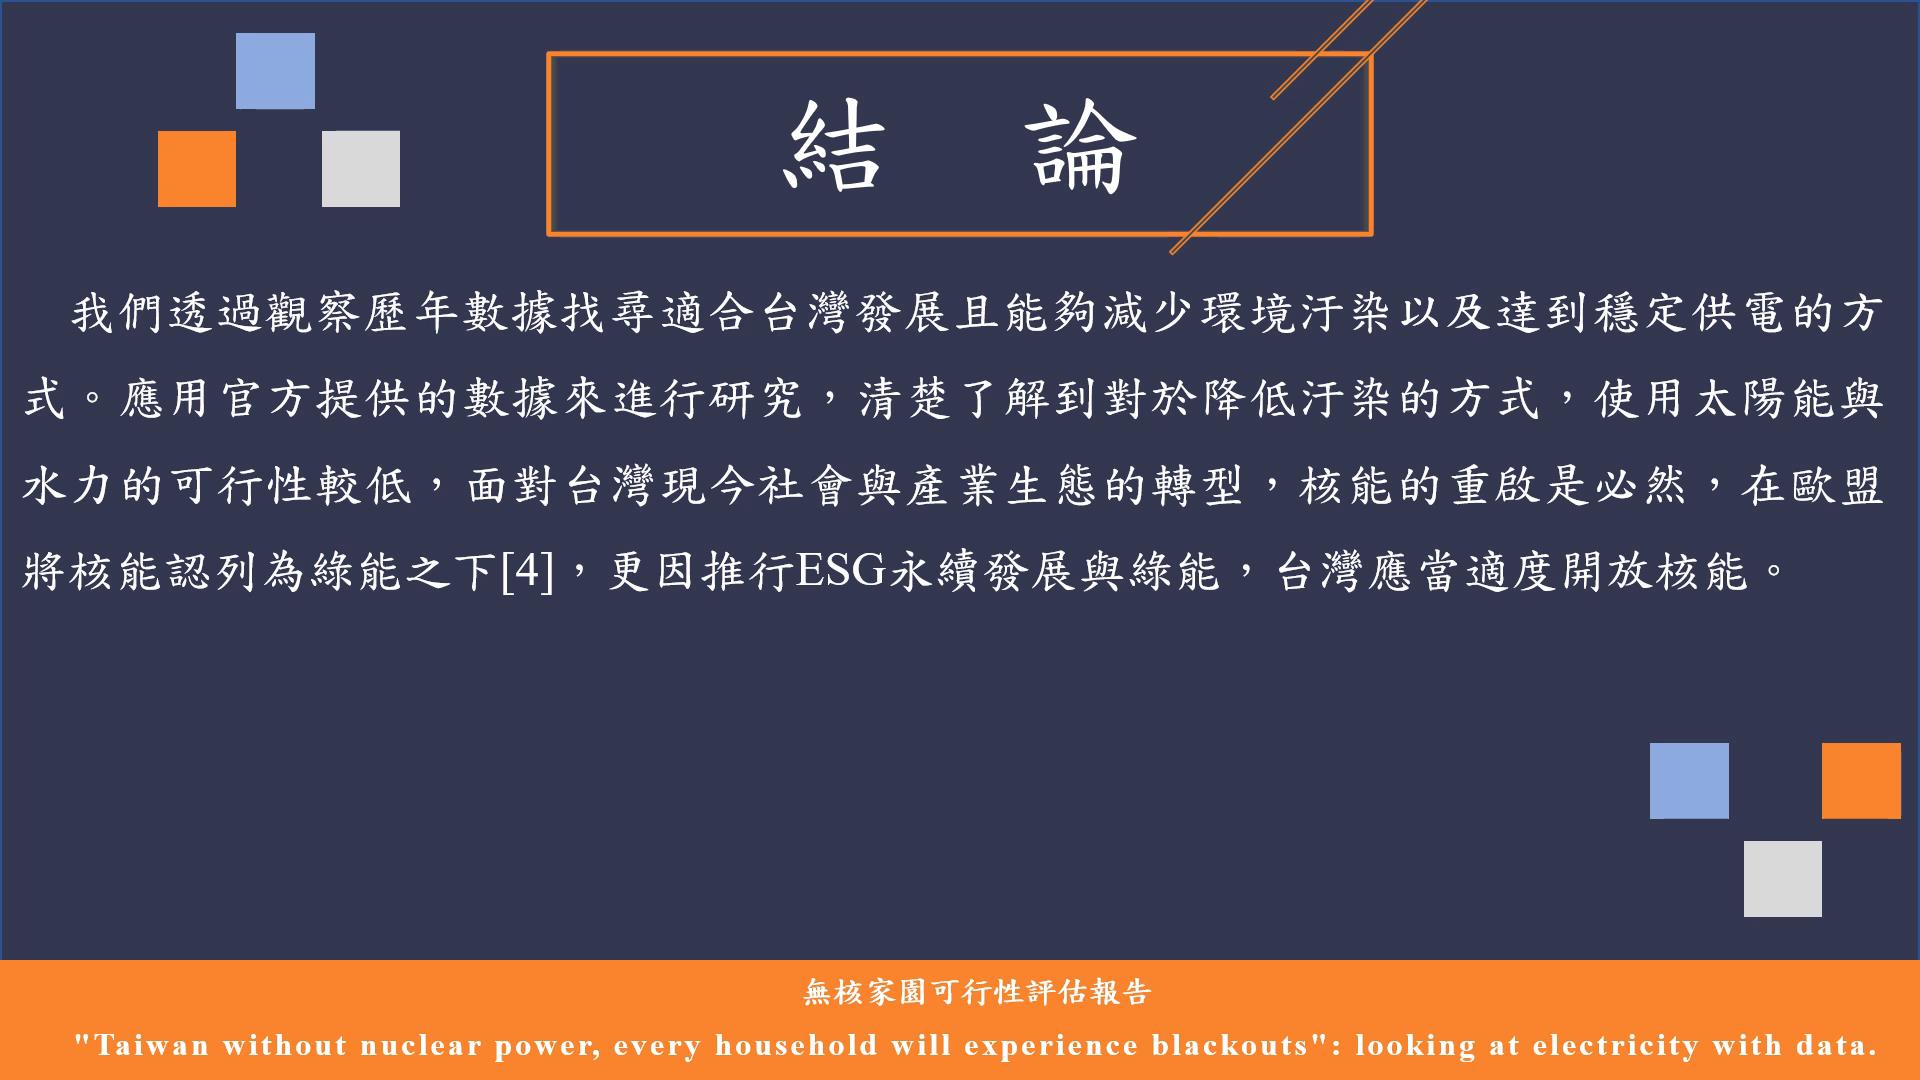 結 論
我們透過觀察歷年數據找尋適合台灣發展且能夠減少環境汙染以及達到穩定供電的方
式。應用官方提供的數據來進行研究，清楚了解到對於降低汙染的方式，使用太陽能與
水力的可行性較低，面對台灣現今社會與產業生態的轉型，核能的重啟是必然，在歐盟
將核能認列為綠能之下[4]，更因推行ESG永續發展與綠能，台灣應當適度開放核能。
無核家園可行性評估報告
"Taiwan without nuclear power, every household will experience blackouts": looking at electricity with data.